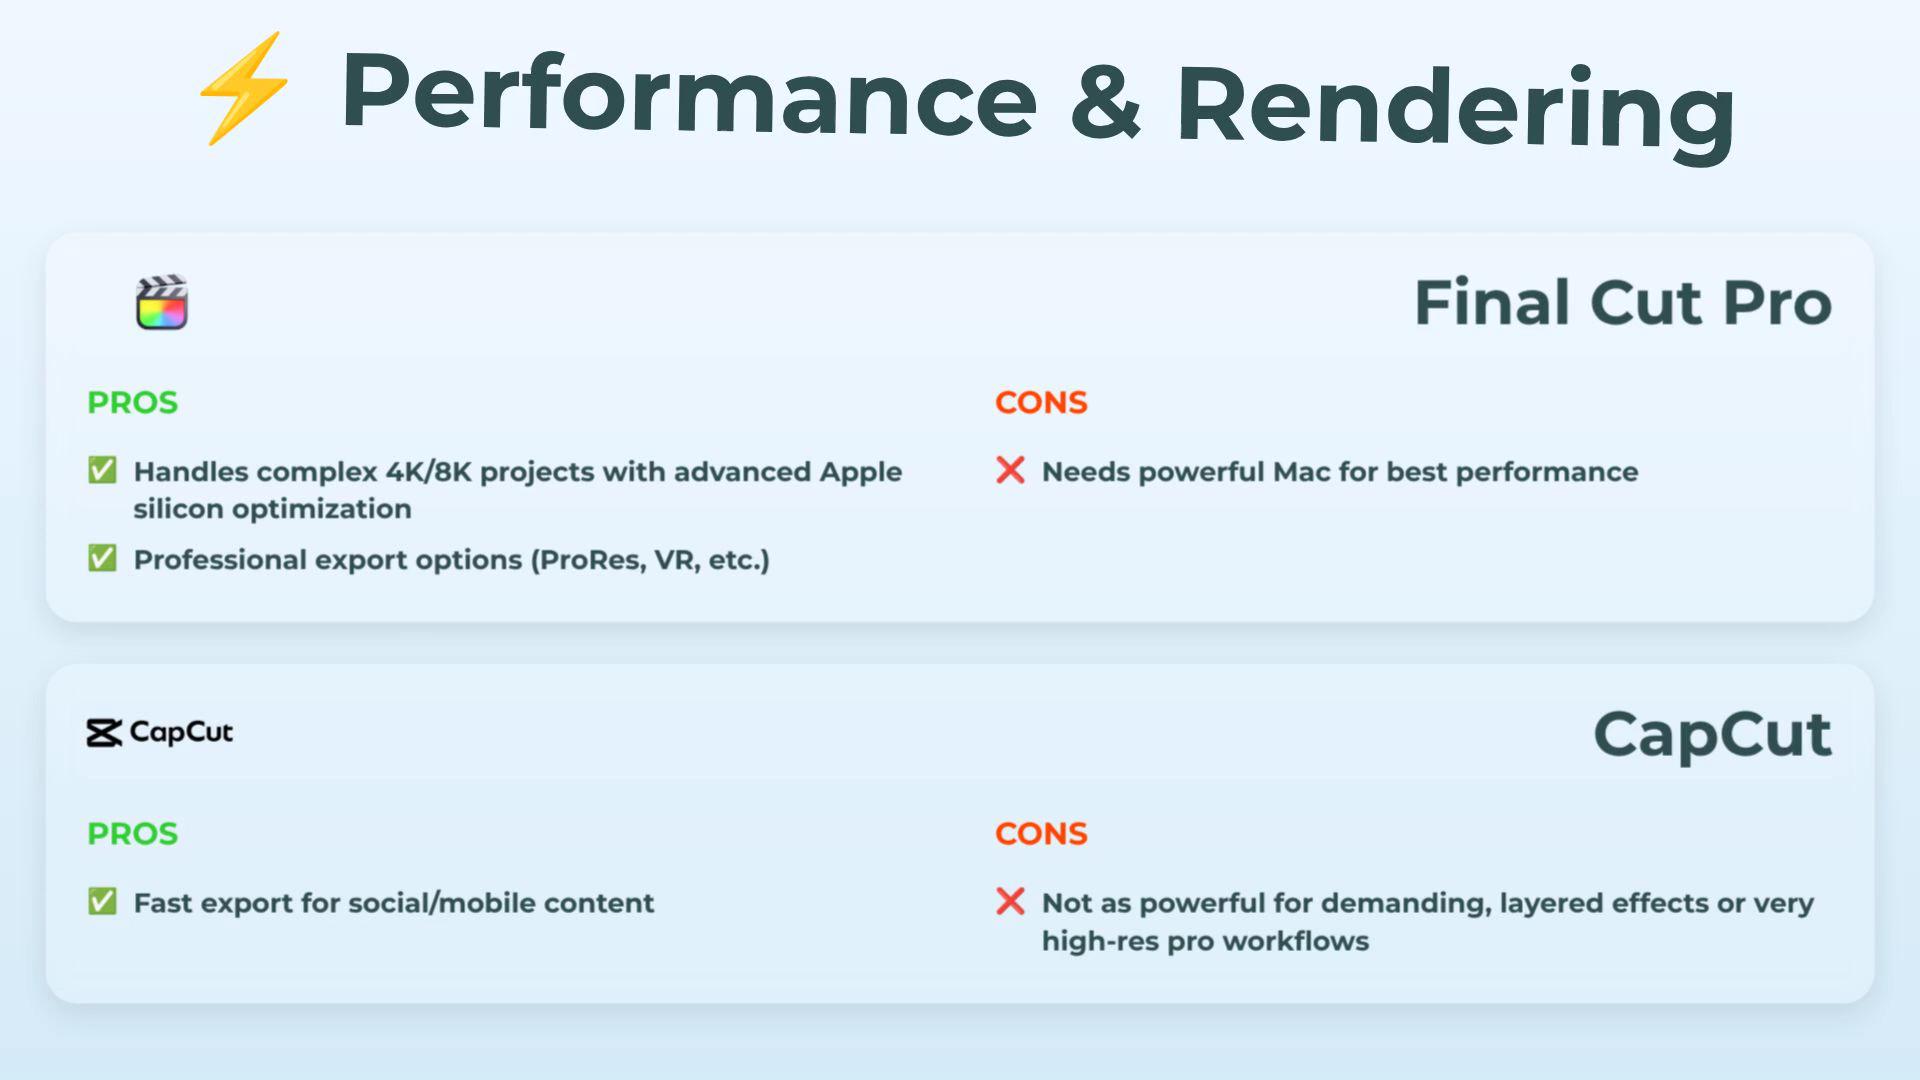 ⚡ Performance & Rendering
Final Cut Pro
PROS
✅ Handles complex 4K/8K projects with advanced Apple
silicon optimization
✅ Professional export options (ProRes, VR, etc.)
CONS
❌ Needs powerful Mac for best performance
CapCut
CapCut
PROS
✅ Fast export for social/mobile content
CONS
❌ Not as powerful for demanding, layered effects or very
high-res pro workflows